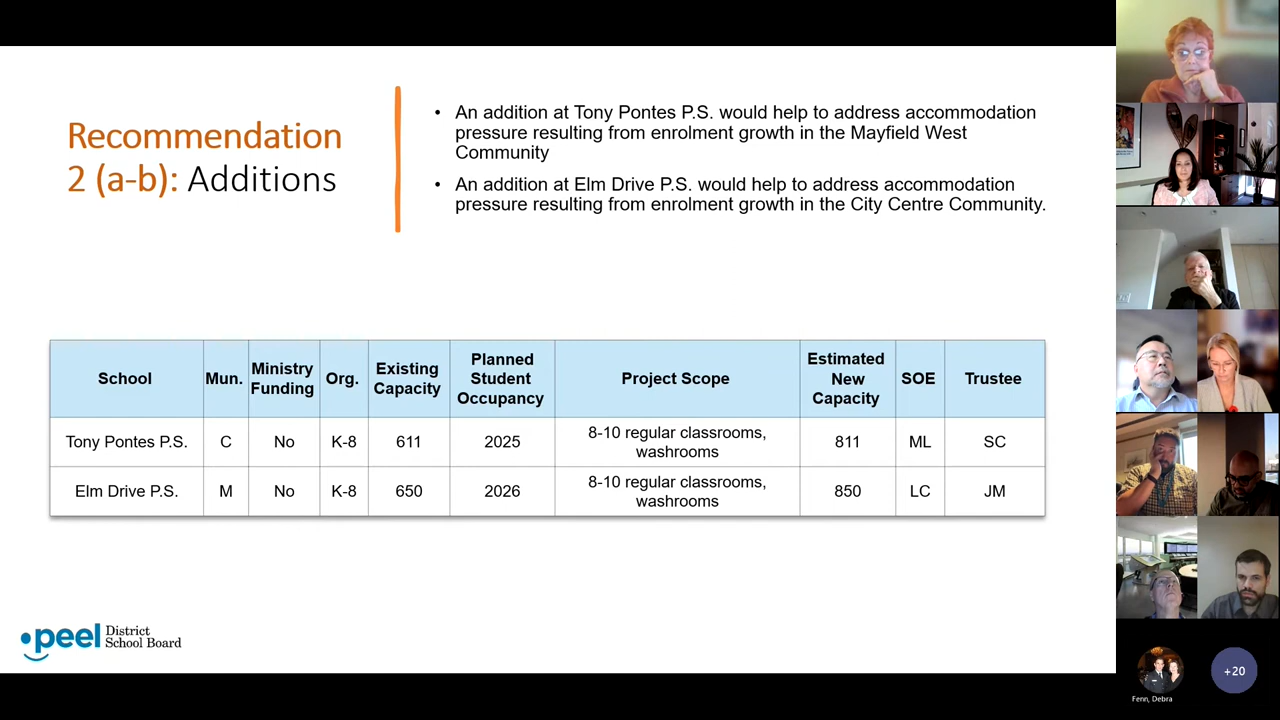 Recommendation
2 (a-b): Additions
• An addition at Tony Pontes P.S. would help to address accommodation
pressure resulting from enrolment growth in the Mayfield West
Community
• An addition at Elm Drive P.S. would help to address accommodation
pressure resulting from enrolment growth in the City Centre Community.
School Mun. Ministry Funding Org. Existing Capacity Planned Student Occupancy Project Scope Estimated New Capacity SOE Trustee
Tony Pontes P.S. C No K-8 611 2025 8-10 regular classrooms, washrooms 811 ML SC
Elm Drive P.S. M No K-8 650 2026 8-10 regular classrooms, washrooms 850 LC JM
peel District
School Board
Fenn, Debra
+20